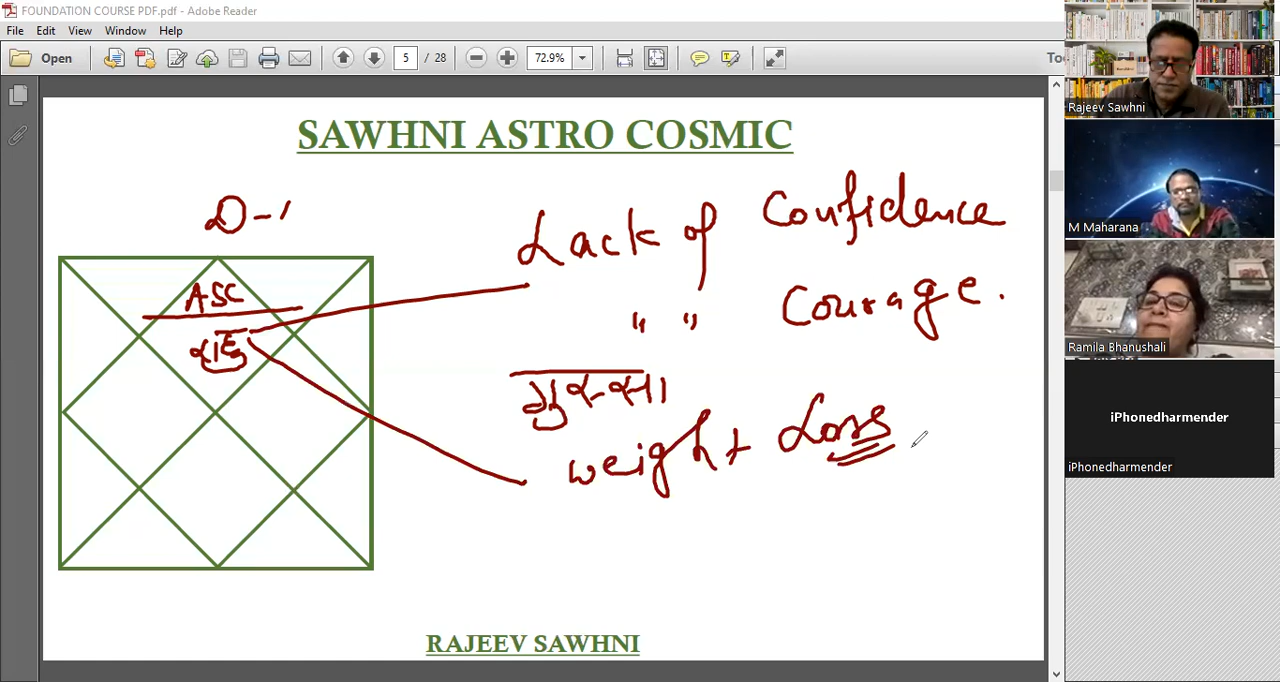 FOUNDATION COURSE PDF.pdf - Adobe Reader
File Edit View Window Help
Open 5 / 28 72.9%
SAWHNI ASTRO COSMIC
D-1
ASC
राहु
Lack of Confidence
" " Courage.
weight Loss
RAJEEV SAWHNI
Rajeev Sawhni
M Maharana
Ramila Bhanushali
iPhonedharmender
iPhonedharmender